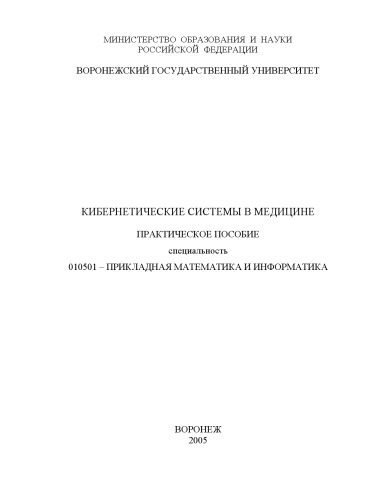 МИНИСТЕРСТВО ОБРАЗОВАНИЯ И НАУКИ
РОССИЙСКОЙ ФЕДЕРАЦИИ
ВОРОНЕЖСКИЙ ГОСУДАРСТВЕННЫЙ УНИВЕРСИТЕТ
КИБЕРНЕТИЧЕСКИЕ СИСТЕМЫ В МЕДИЦИНЕ
ПРАКТИЧЕСКОЕ ПОСОБИЕ
специальность
010501 – ПРИКЛАДНАЯ МАТЕМАТИКА И ИНФОРМАТИКА
ВОРОНЕЖ
2005